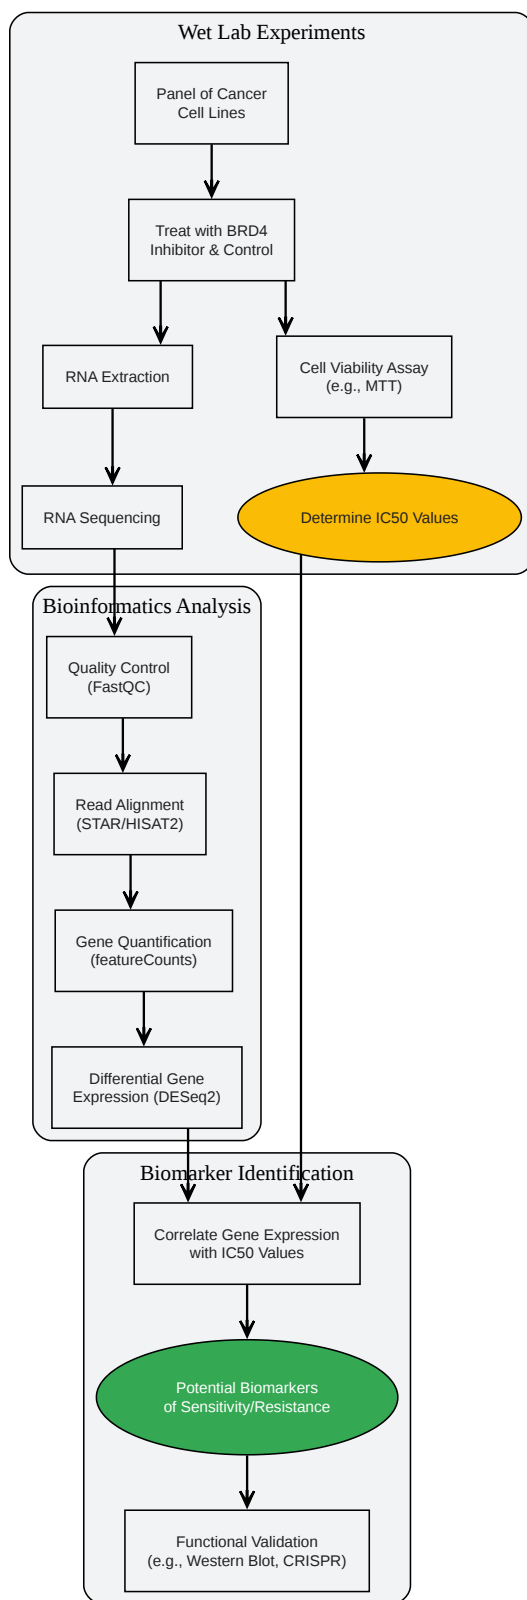 Wet Lab Experiments
Panel of Cancer
Cell Lines
Treat with BRD4
Inhibitor & Control
RNA Extraction
Cell Viability Assay
(e.g., MTT)
RNA Sequencing
Determine IC50 Values
Bioinformatics Analysis
Quality Control
(FastQC)
Read Alignment
(STAR/HISAT2)
Gene Quantification
(featureCounts)
Differential Gene
Expression (DESeq2)
Biomarker Identification
Correlate Gene Expression
with IC50 Values
Potential Biomarkers
of Sensitivity/Resistance
Functional Validation
(e.g., Western Blot, CRISPR)